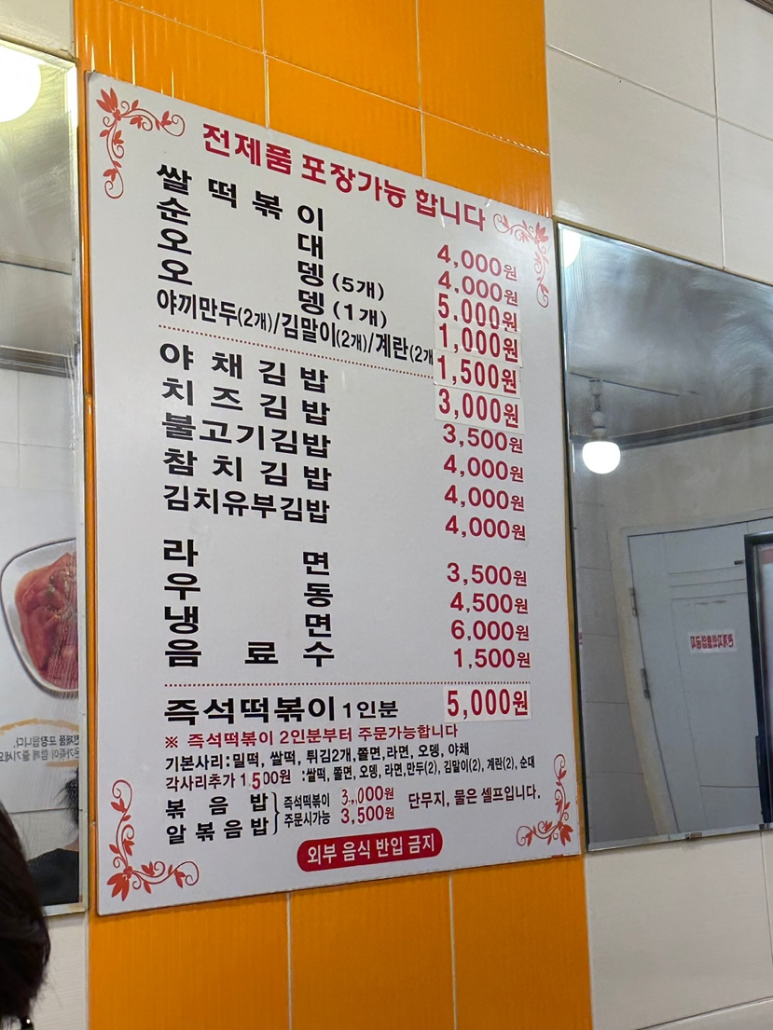 전제품 포장가능 합니다
쌀떡볶이 4,000원
순대 4,000원
오뎅(5개) 5.000원
오뎅(1개) 1,000원
야끼만두(2개)/김말이(2개)/계란(2개 1,500원
야채김밥 3,000원
치즈김밥 3,500원
불고기김밥 4,000원
참치김밥 4,000원
김치유부김밥 4,000원
라면 3,500원
우동 4,500원
냉면 6,000원
음료수 1,500원
즉석떡볶이 1인분 5,000원
※ 즉석떡볶이 2인분부터 주문가능합니다
기본사리:밀떡, 쌀떡, 튀김2개,쫄면,라면, 오뎅, 야채
각사리추가 1,500원 :쌀떡, 쫄면, 오뎅, 라면,만두(2), 김말이(2), 계란(2), 순대
볶음밥 즉석떡볶이 3,000원 단무지, 물은 셀프입니다.
알볶음밥 주문시가능 3,500원
외부 음식 반입 금지